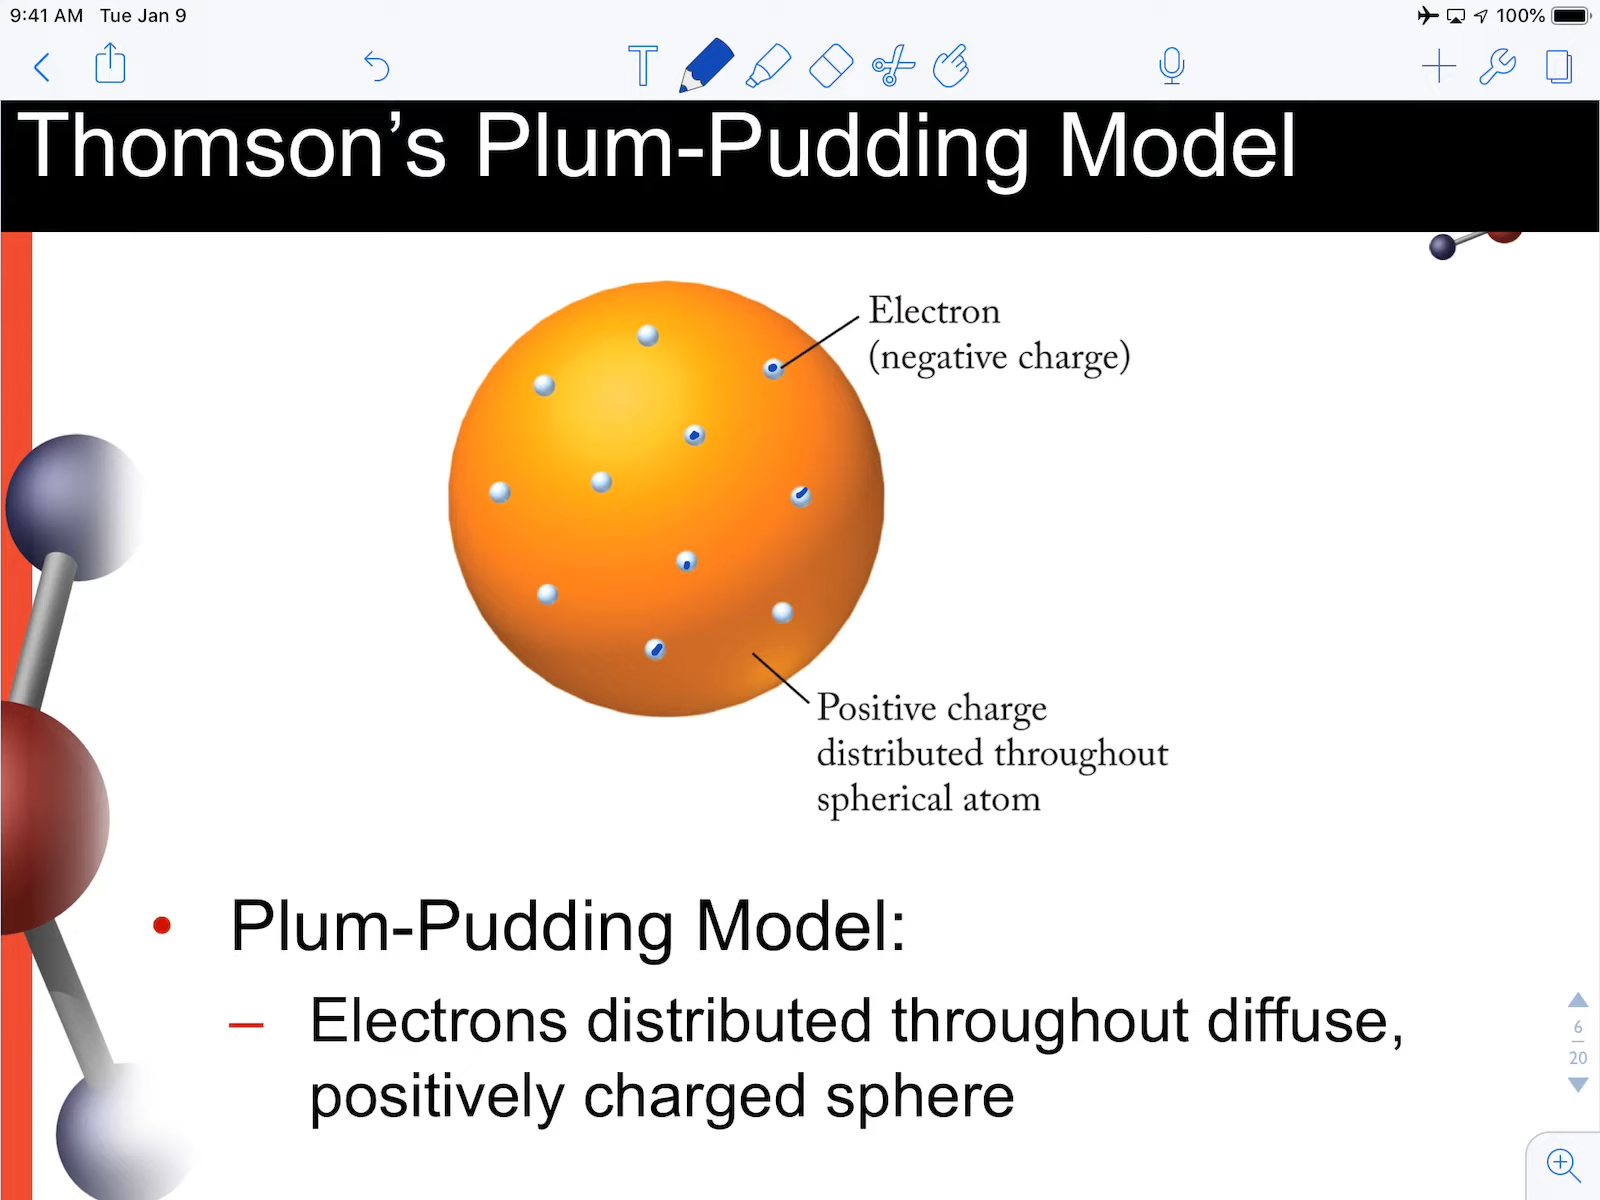 9:41 AM Tue Jan 9
100%
Thomson’s Plum-Pudding Model
Electron
(negative charge)
Positive charge
distributed throughout
spherical atom
• Plum-Pudding Model:
– Electrons distributed throughout diffuse,
positively charged sphere
6
20